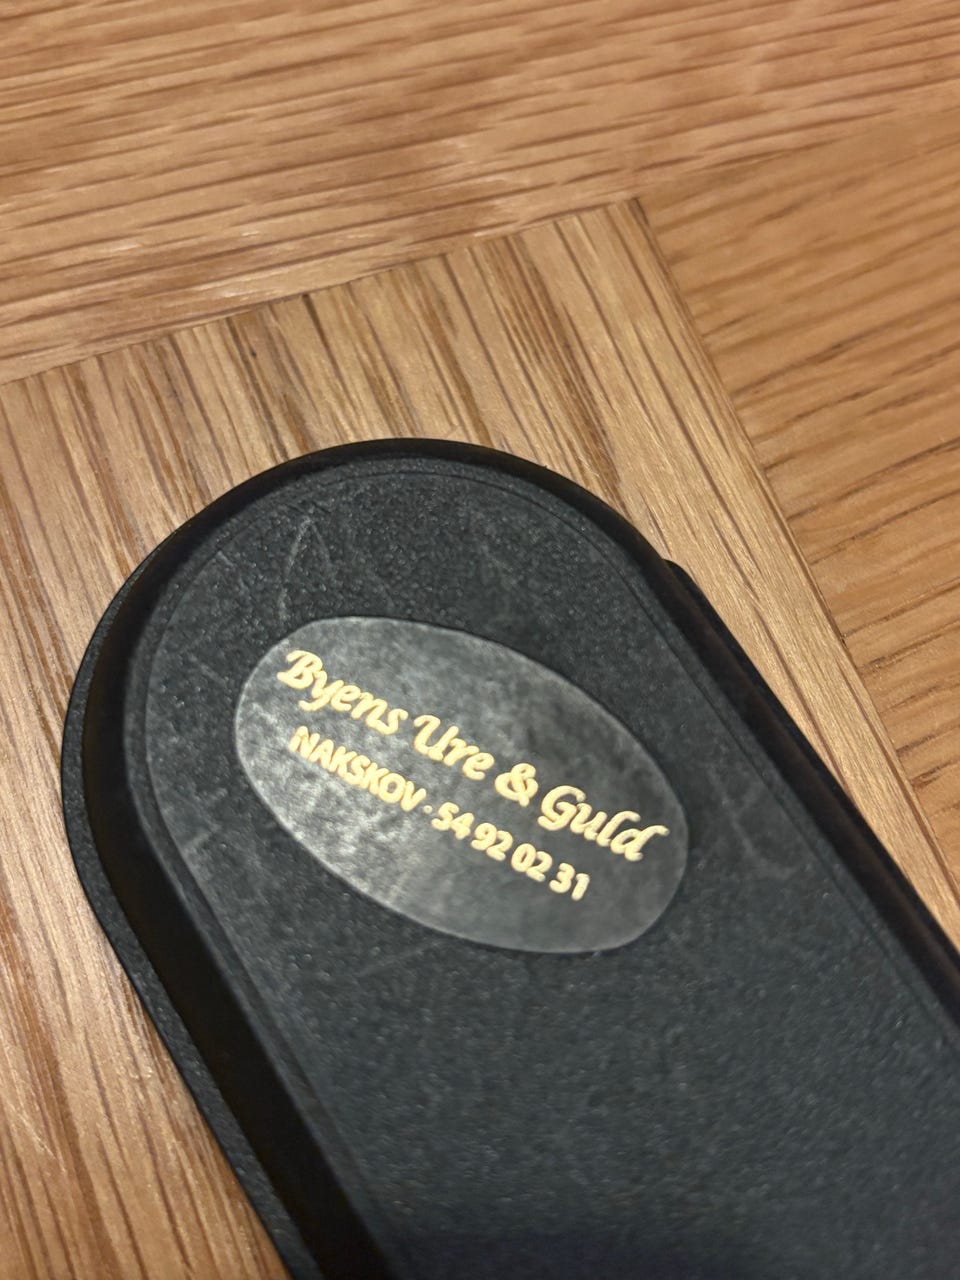 Byens Ure & Guld
NAKSKOV · 54 92 02 31